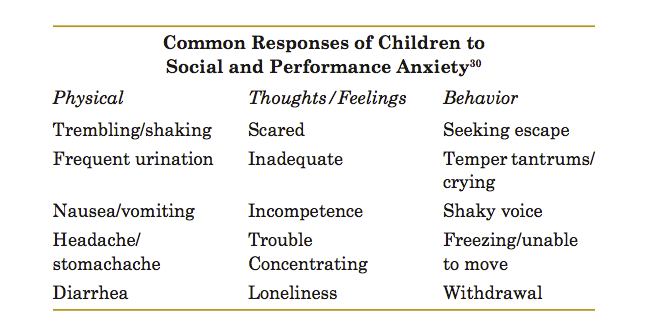 Common Responses of Children to
Social and Performance Anxiety30
Physical Thoughts/Feelings Behavior
Trembling/shaking Scared Seeking escape
Frequent urination Inadequate Temper tantrums/
crying
Nausea/vomiting Incompetence Shaky voice
Headache/ Trouble Freezing/unable
stomachache Concentrating to move
Diarrhea Loneliness Withdrawal